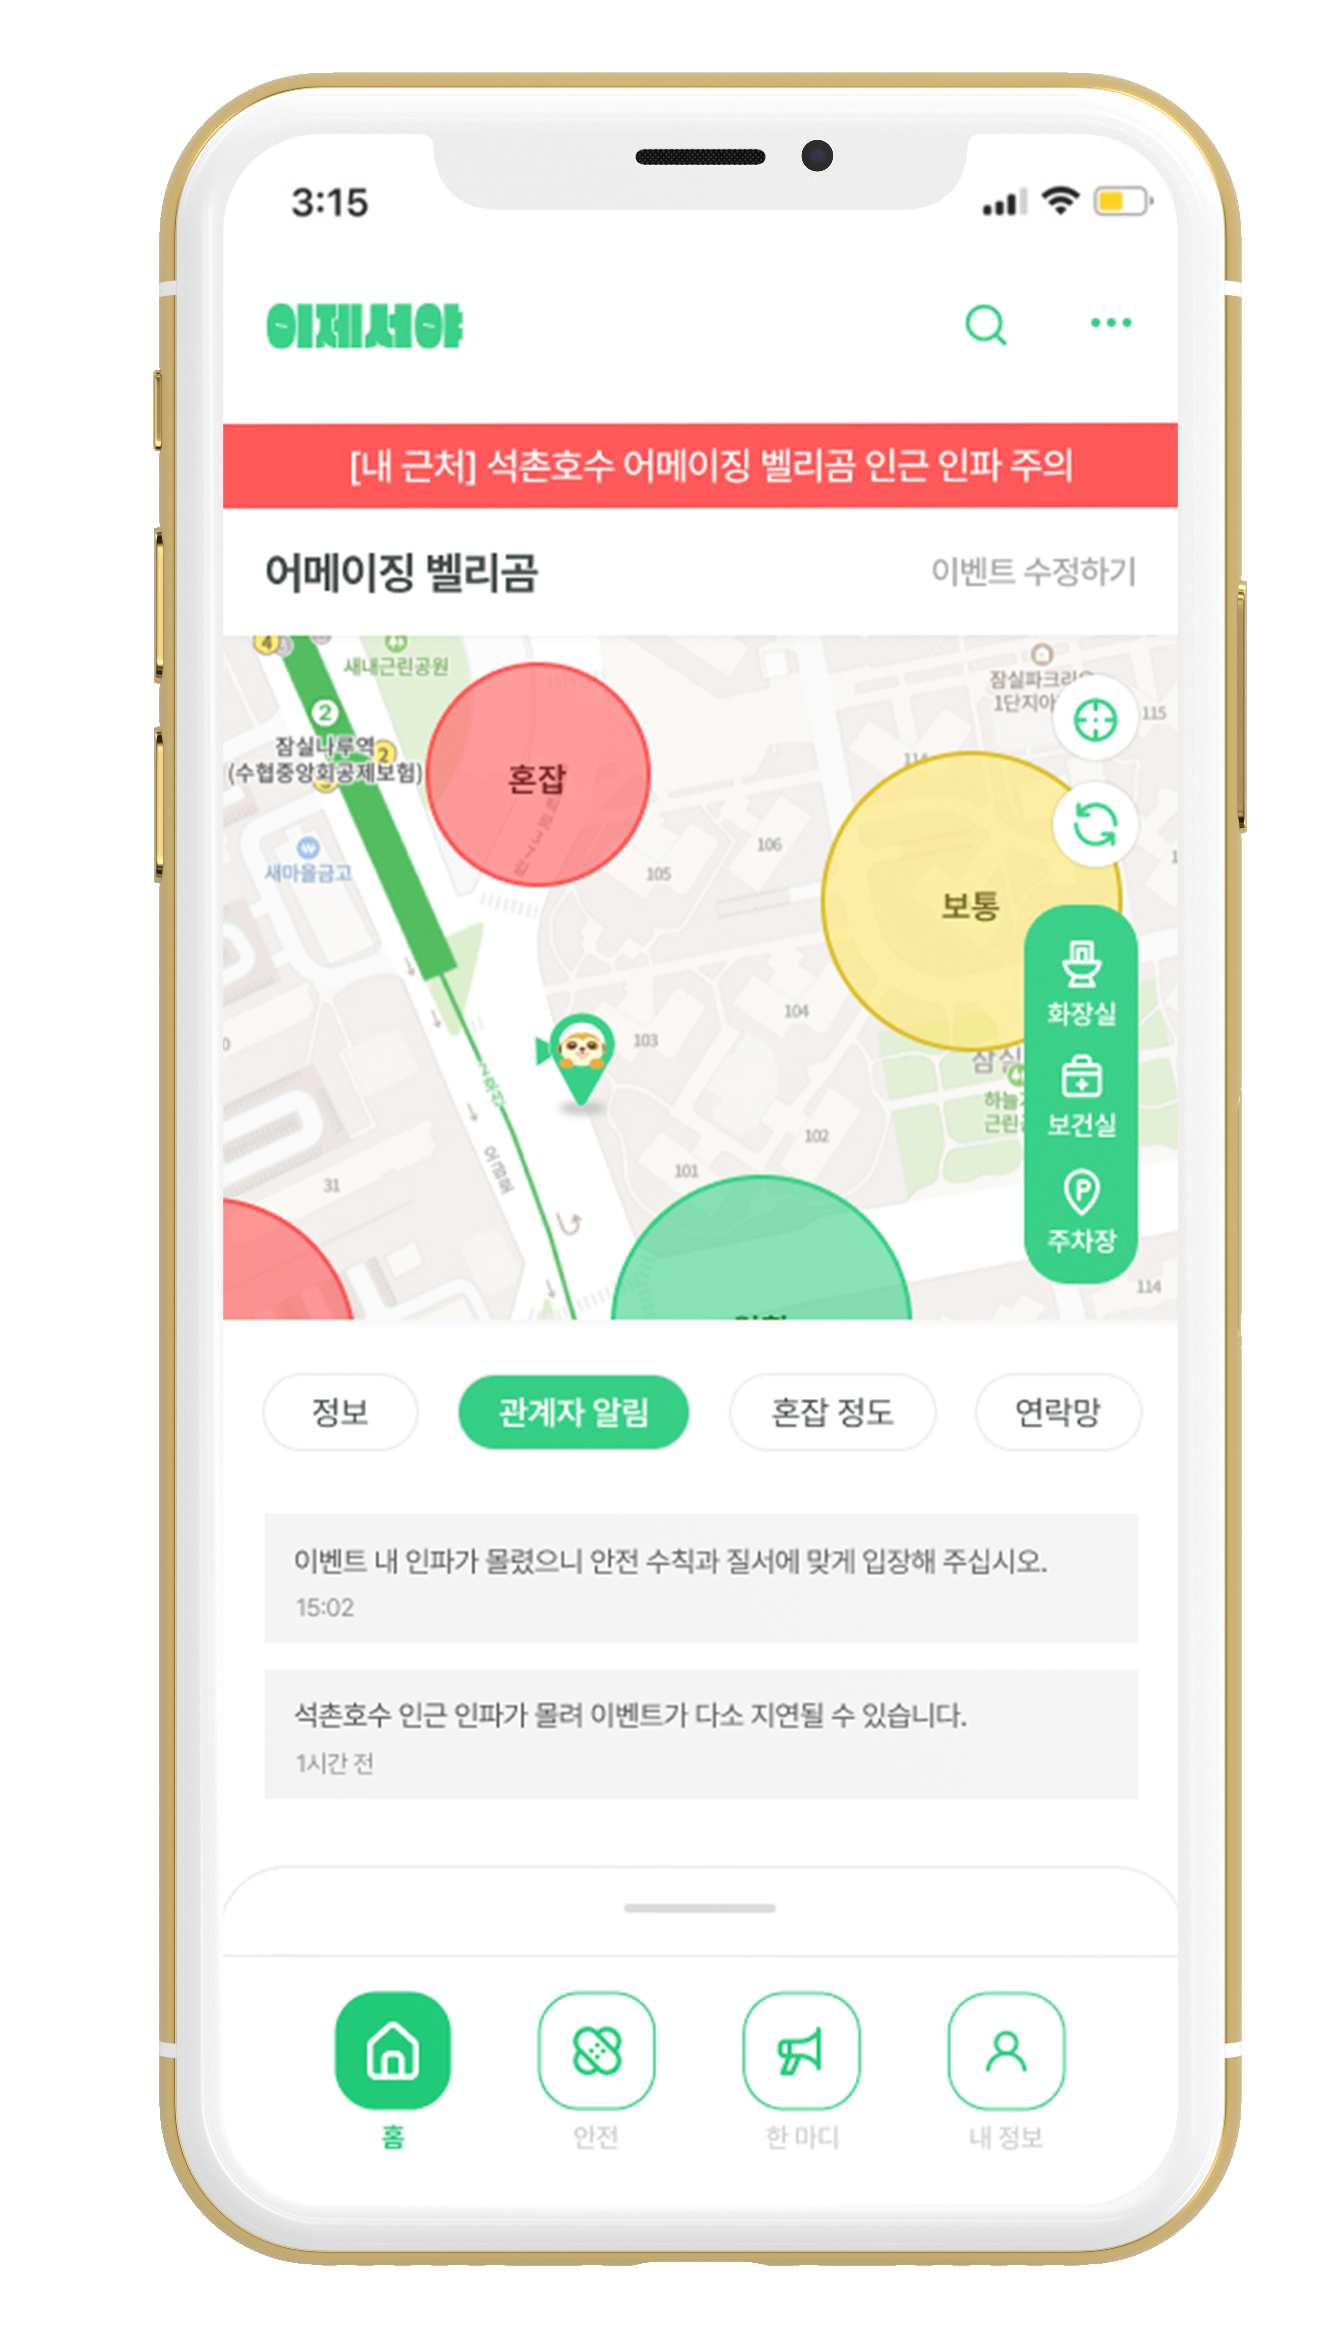 3:15
이제서야
[내 근처] 석촌호수 어메이징 벨리곰 인근 인파 주의
어메이징 벨리곰
이벤트 수정하기
4
새내근린공원
잠실파크리오
1단지아
115
2
잠실나루역
2
(수협중앙회공제보험)
혼잡
114
106
새마을금고
105
보통
104
화장실
103
잠실
2호선
하늘
근린
보건실
102
101
31
주차장
114
정보
관계자 알림
혼잡 정도
연락망
이벤트 내 인파가 몰렸으니 안전 수칙과 질서에 맞게 입장해 주십시오.
15:02
석촌호수 인근 인파가 몰려 이벤트가 다소 지연될 수 있습니다.
1시간 전
홈
안전
한 마디
내 정보